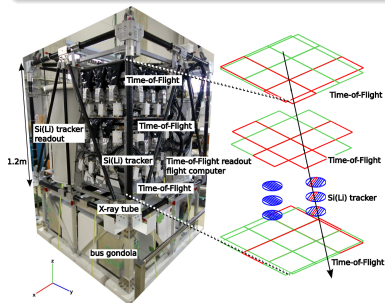 Time-of-Flight
Time-of-Flight
Si(Li) tracker
readout
Time-of-Flight
1.2m
Si(Li) tracker
Time-of-Flight readout
flight computer
Time-of-Flight
Time-of-Flight
Si(Li) tracker
X-ray tube
bus gondola
Time-of-Flight
z
x
y